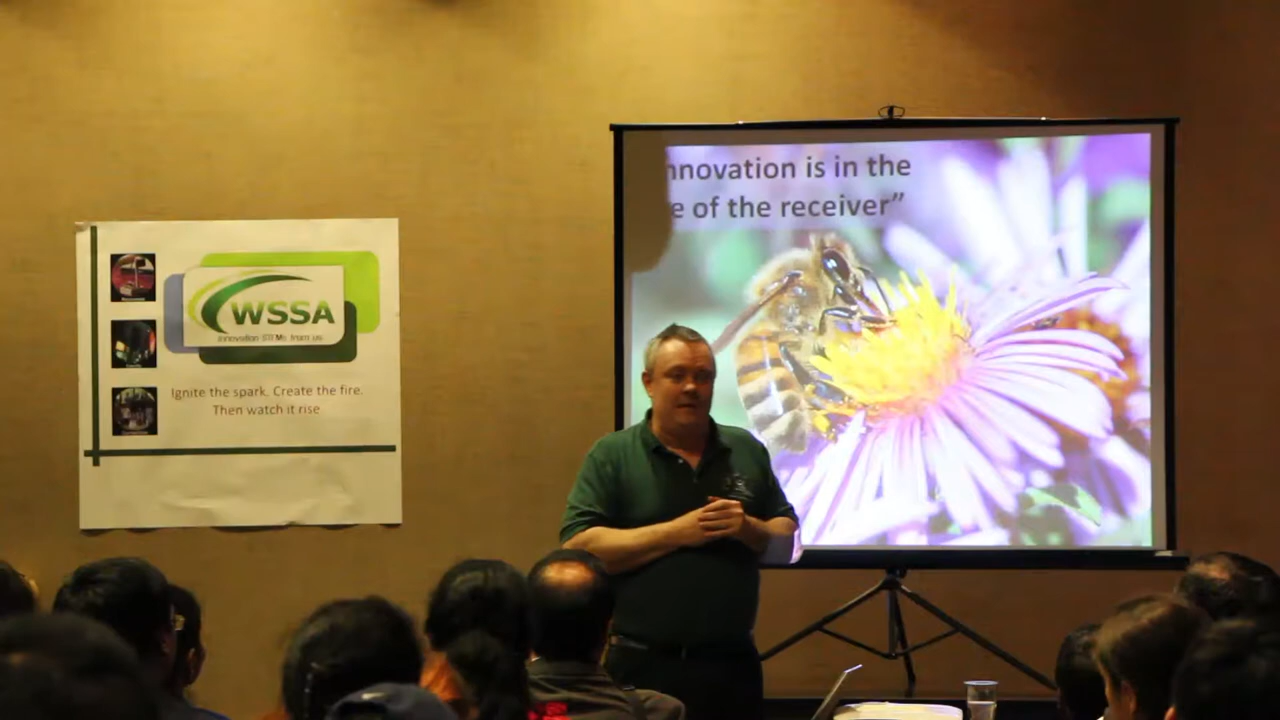 WSSA
Innovation STEMs from us
Ignite the spark. Create the fire.
Then watch it rise
nnovation is in the
e of the receiver”